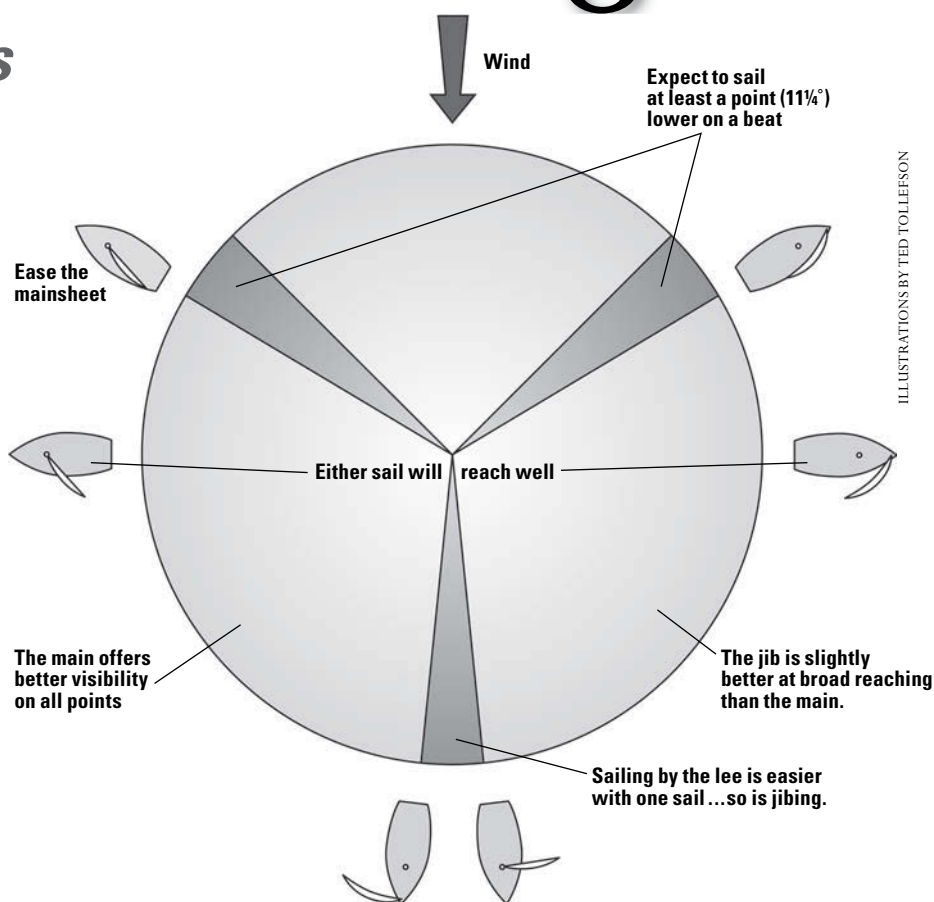 s
Wind
Expect to sail
at least a point (11¼°)
lower on a beat
ILLUSTRATIONS BY TED TOLLEFSON
Ease the
mainsheet
Either sail will reach well
The main offers
better visibility
on all points
The jib is slightly
better at broad reaching
than the main.
Sailing by the lee is easier
with one sail ...so is jibing.